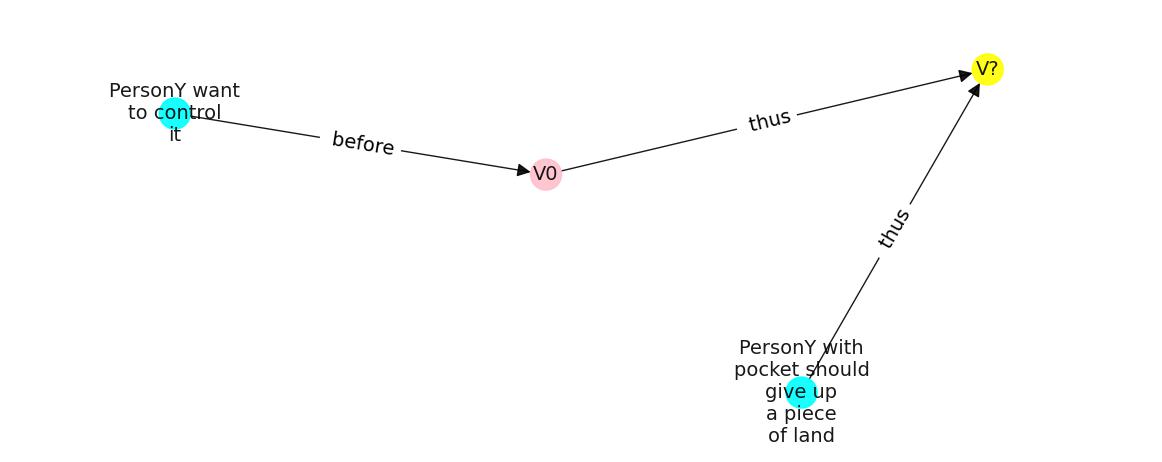 PersonY want
to control
it
before
V0
thus
V?
thus
PersonY with
pocket should
give up
a piece
of land